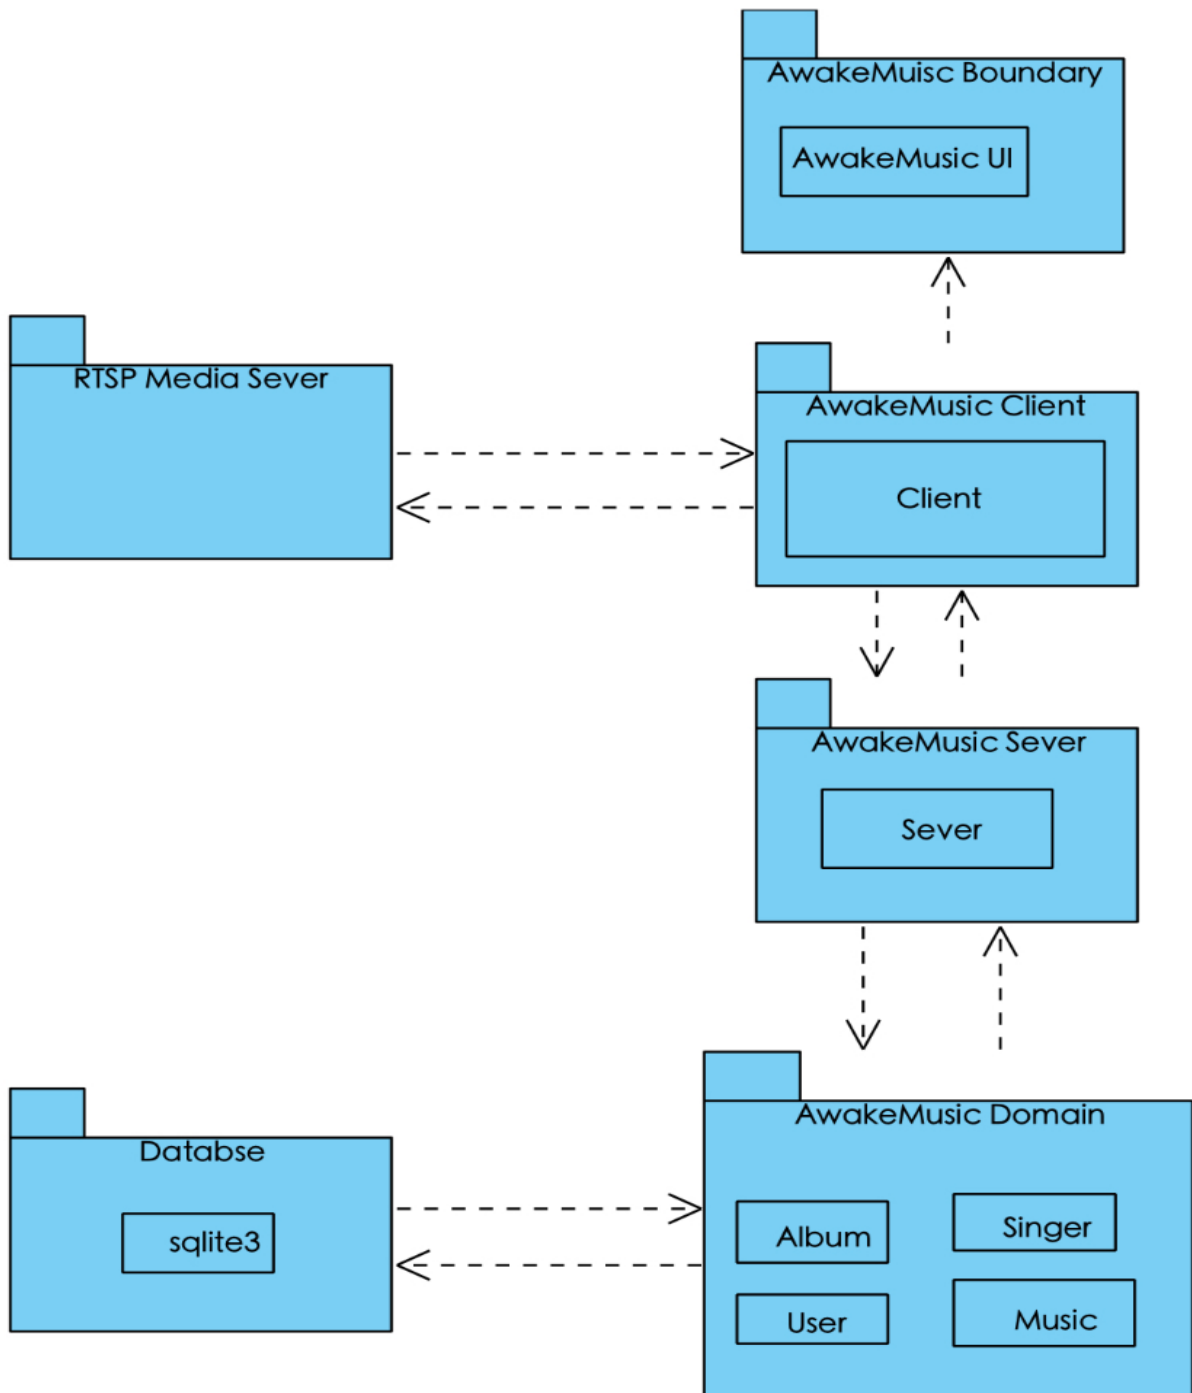 AwakeMuisc Boundary
AwakeMusic UI
RTSP Media Sever
AwakeMusic Client
Client
AwakeMusic Sever
Sever
AwakeMusic Domain
Databse
sqlite3
Album
Singer
User
Music